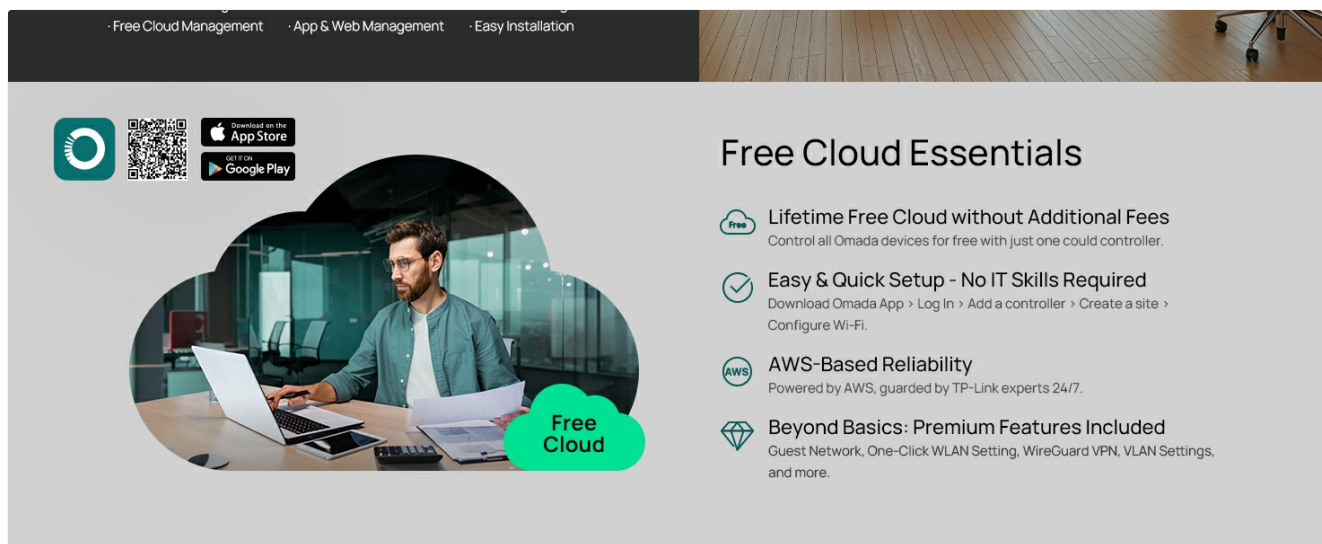 · Free Cloud Management · App & Web Management · Easy Installation
Download on the
App Store
GET IT ON
Google Play
Free
Cloud
Free Cloud Essentials
Free
Lifetime Free Cloud without Additional Fees
Control all Omada devices for free with just one could controller.
Easy & Quick Setup - No IT Skills Required
Download Omada App > Log In > Add a controller > Create a site >
Configure Wi-Fi.
AWS
AWS-Based Reliability
Powered by AWS, guarded by TP-Link experts 24/7.
Beyond Basics: Premium Features Included
Guest Network, One-Click WLAN Setting, WireGuard VPN, VLAN Settings,
and more.